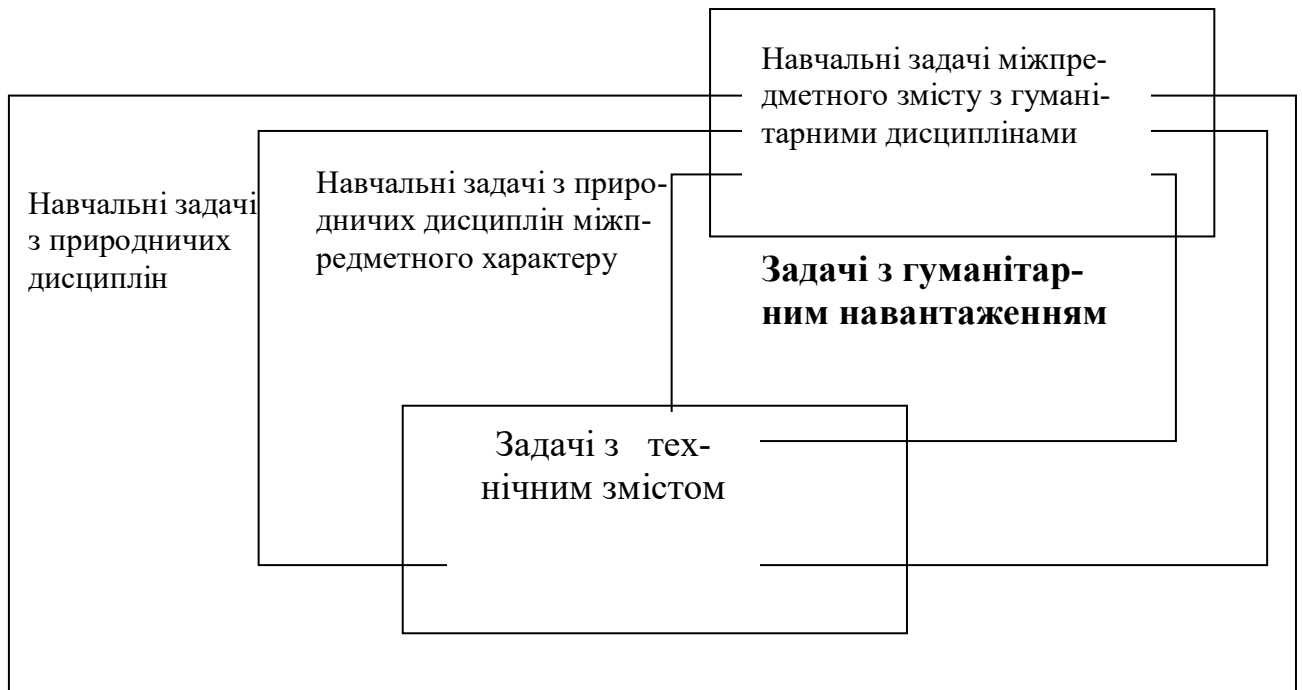 Навчальні задачі міжпре-
дметного змісту з гумані-
тарними дисциплінами
Навчальні задачі
з природничих
дисциплін
Навчальні задачі з приро-
дничих дисциплін міжп-
редметного характеру
Задачі з гуманітар-
ним навантаженням
Задачі з тех-
нічним змістом